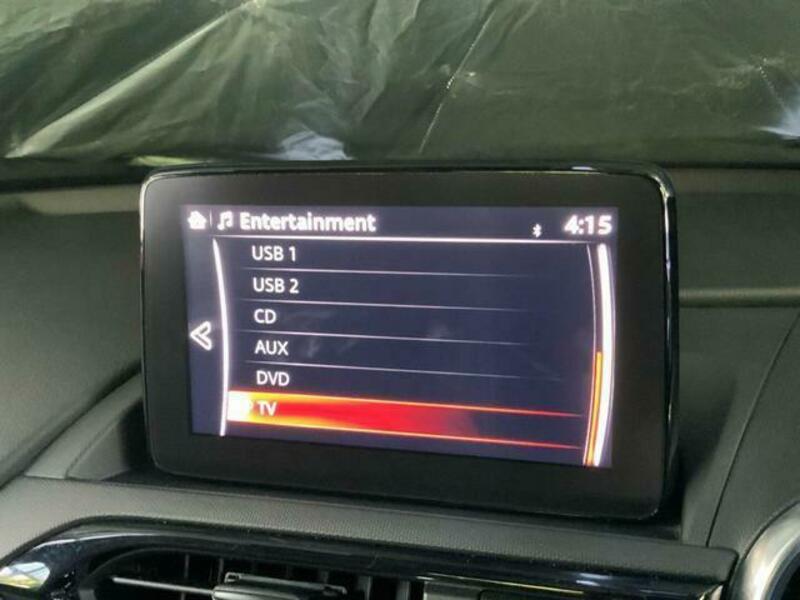 Entertainment 4:15
USB 1
USB 2
CD
AUX
DVD
TV